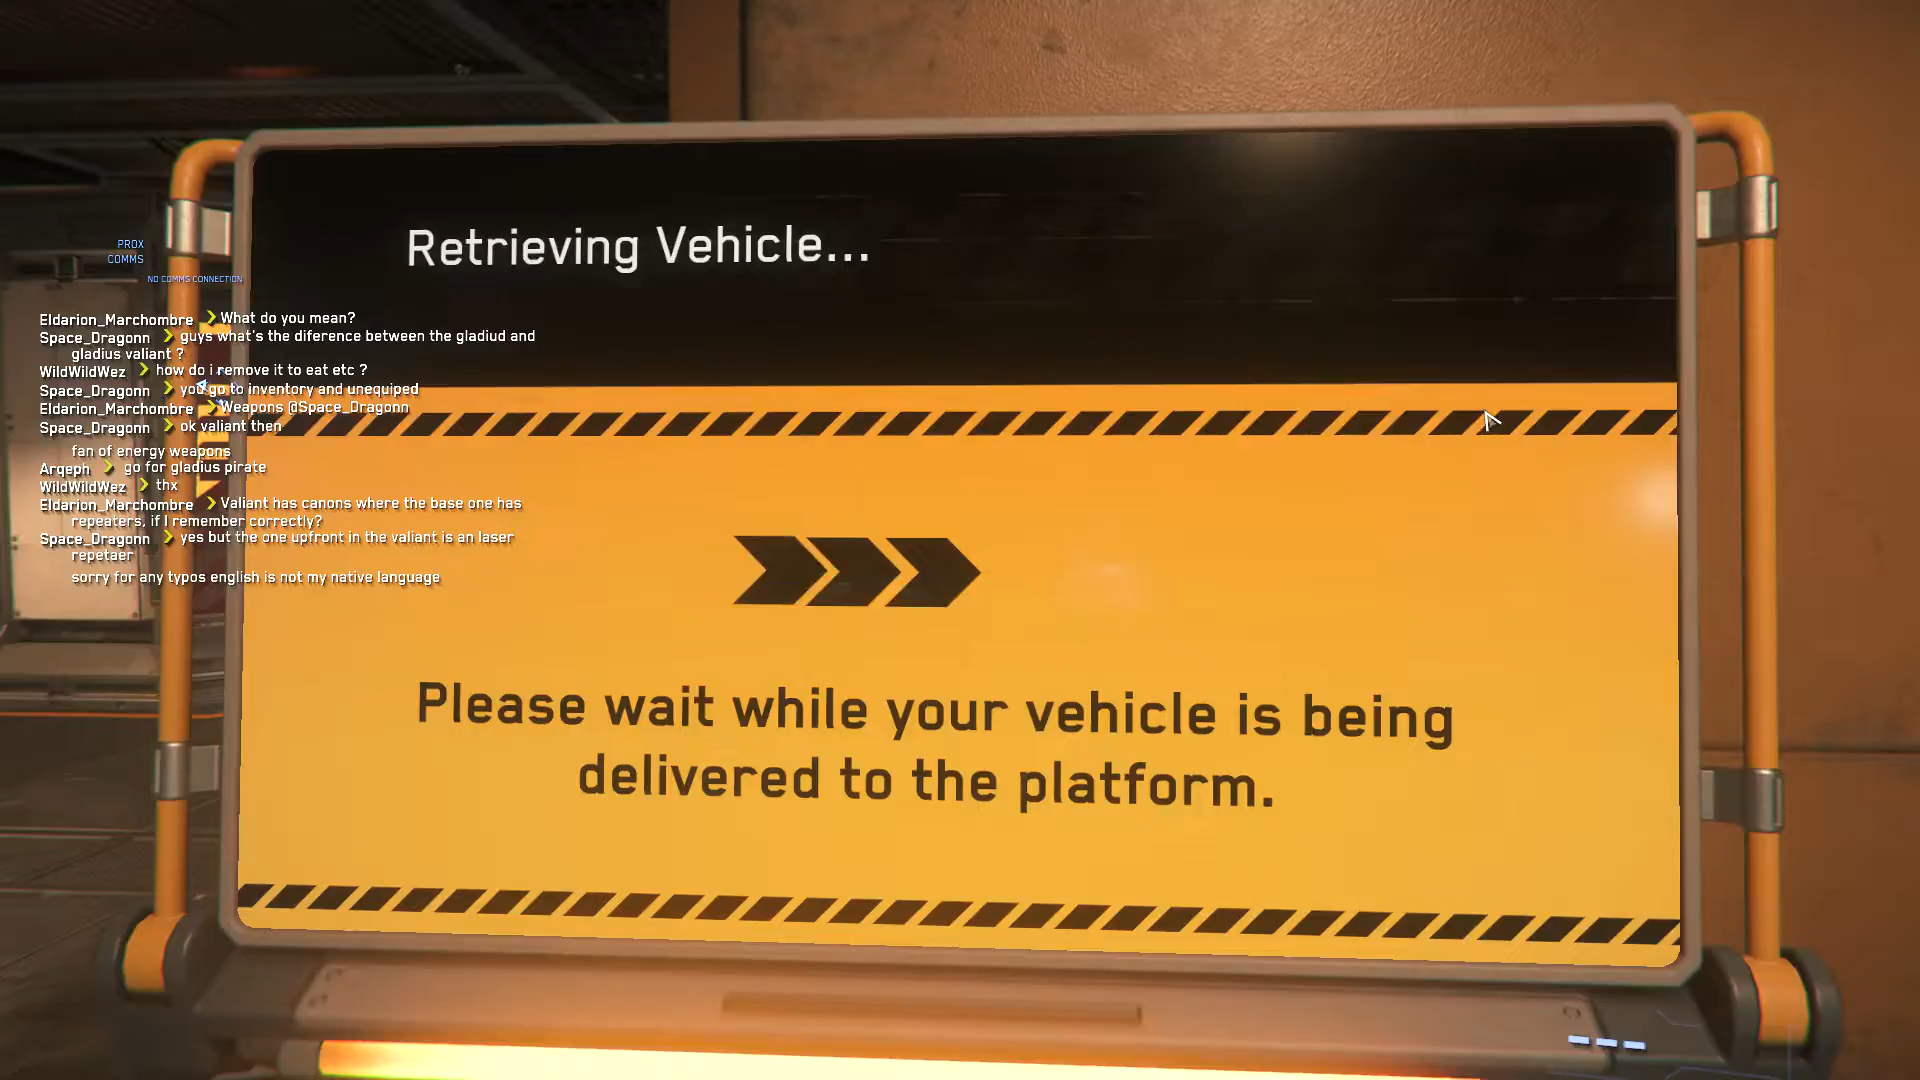 Retrieving Vehicle...
PROX
COMMS
NO COMMS CONNECTION
Eldarion_Marchombre > What do you mean?
Space_Dragonn > guys what's the diference between the gladiud and
gladius valiant ?
WildWildWez > how do i remove it to eat etc ?
Space_Dragonn > you go to inventory and unequiped
Eldarion_Marchombre > Weapons @Space_Dragonn
Space_Dragonn > ok valiant then
fan of energy weapons
Arqeph > go for gladius pirate
WildWildWez > thx
Eldarion_Marchombre > Valiant has canons where the base one has
repeaters, if I remember correctly?
Space_Dragonn > yes but the one upfront in the valiant is an laser
repetaer
sorry for any typos english is not my native language
Please wait while your vehicle is being
delivered to the platform.